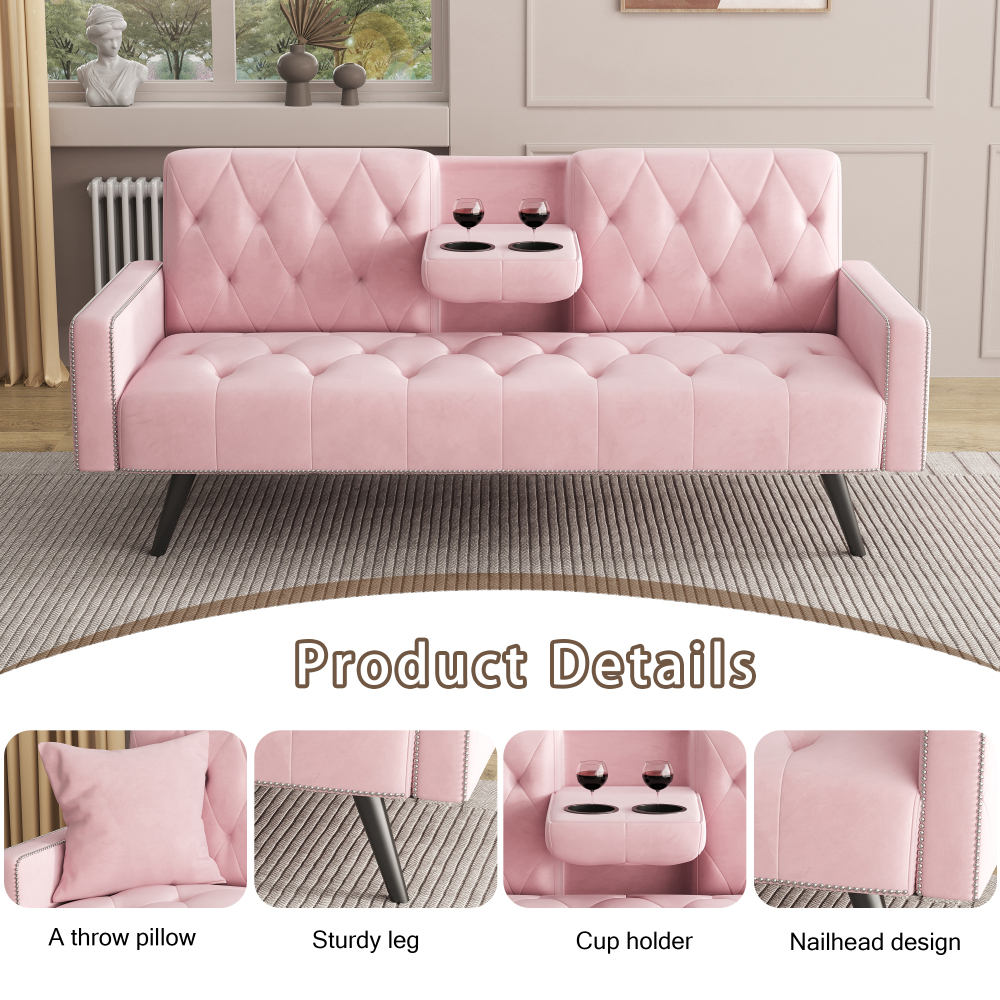 Product Details
A throw pillow
Sturdy leg
Cup holder
Nailhead design